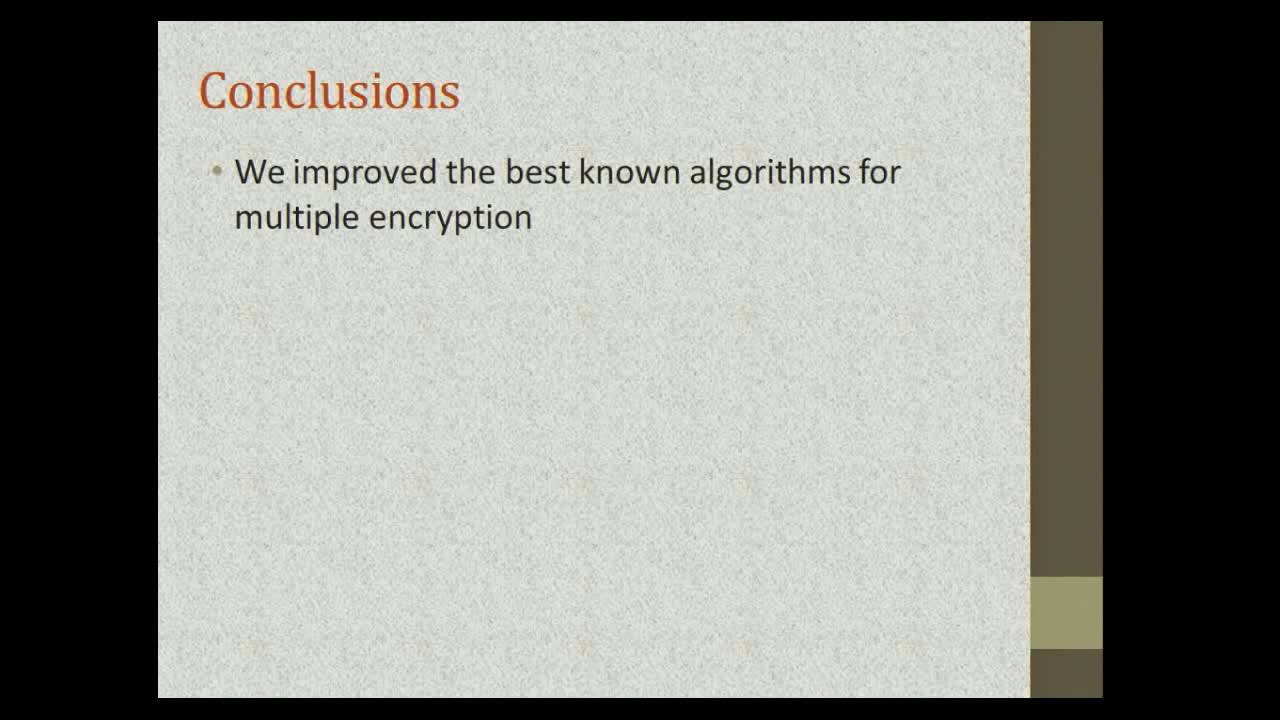 Conclusions
• We improved the best known algorithms for
multiple encryption